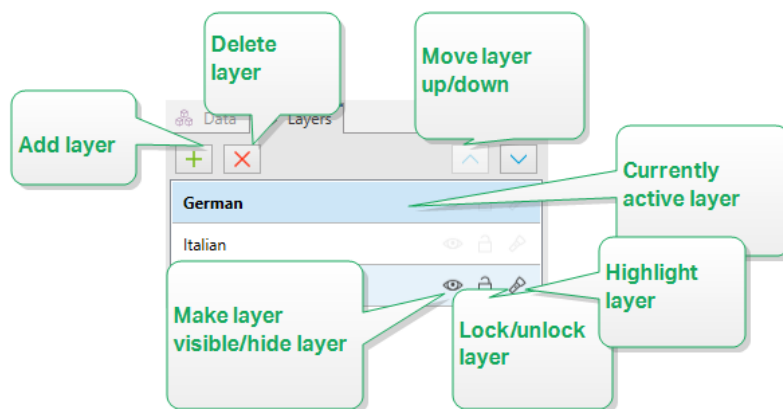 Delete
layer
Move layer
up/down
Add layer
Data
Layers
Currently
active layer
German
Italian
Highlight
layer
Make layer
visible/hide layer
Lock/unlock
layer